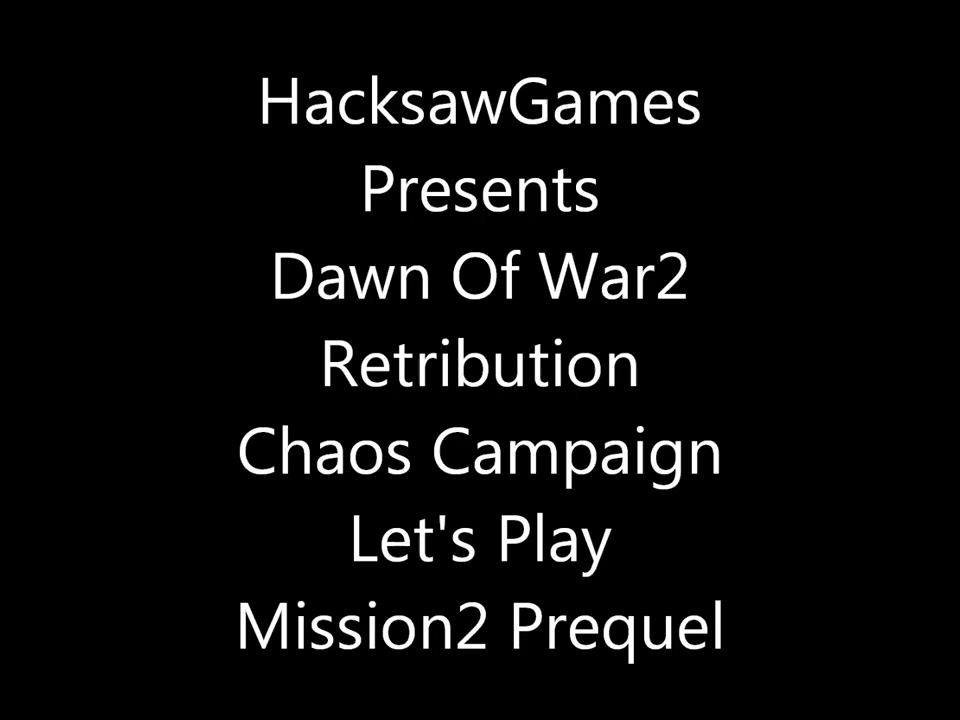 HacksawGames
Presents
Dawn Of War2
Retribution
Chaos Campaign
Let's Play
Mission2 Prequel